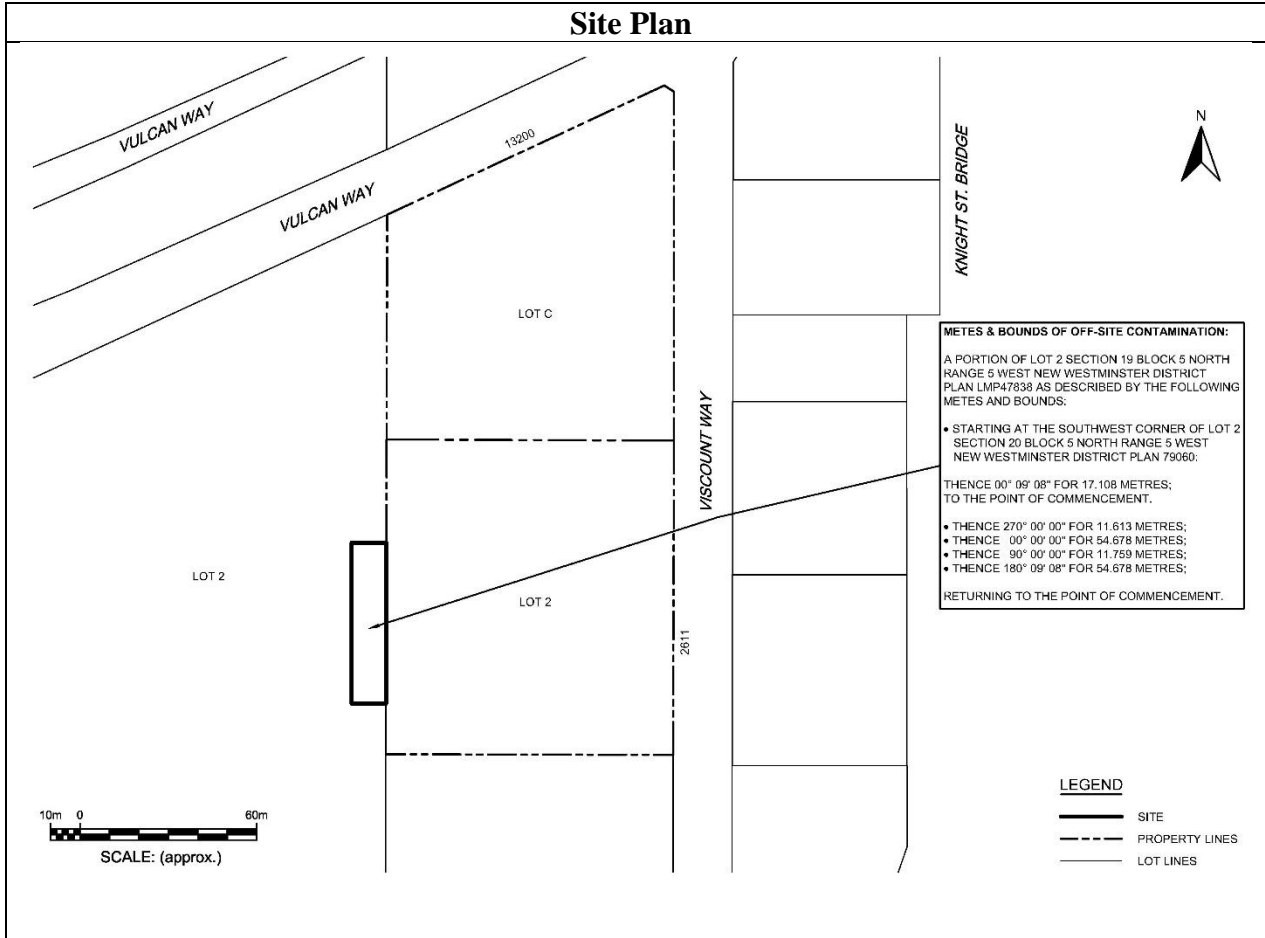 Site Plan
VULCAN WAY
VULCAN WAY
13200
LOT C
VISCOUNT WAY
KNIGHT ST. BRIDGE
N
METES & BOUNDS OF OFF-SITE CONTAMINATION:
A PORTION OF LOT 2 SECTION 19 BLOCK 5 NORTH
RANGE 5 WEST NEW WESTMINSTER DISTRICT
PLAN LMP47838 AS DESCRIBED BY THE FOLLOWING
METES AND BOUNDS:
• STARTING AT THE SOUTHWEST CORNER OF LOT 2
SECTION 20 BLOCK 5 NORTH RANGE 5 WEST
NEW WESTMINSTER DISTRICT PLAN 79060:
THENCE 00° 09' 08" FOR 17.108 METRES;
TO THE POINT OF COMMENCEMENT.
• THENCE 270° 00' 00" FOR 11.613 METRES;
• THENCE 00° 00' 00" FOR 54.678 METRES;
• THENCE 90° 00' 00" FOR 11.759 METRES;
• THENCE 180° 09' 08" FOR 54.678 METRES;
RETURNING TO THE POINT OF COMMENCEMENT.
LOT 2
LOT 2
2611
10m 0 60m
SCALE: (approx.)
LEGEND
SITE
PROPERTY LINES
LOT LINES